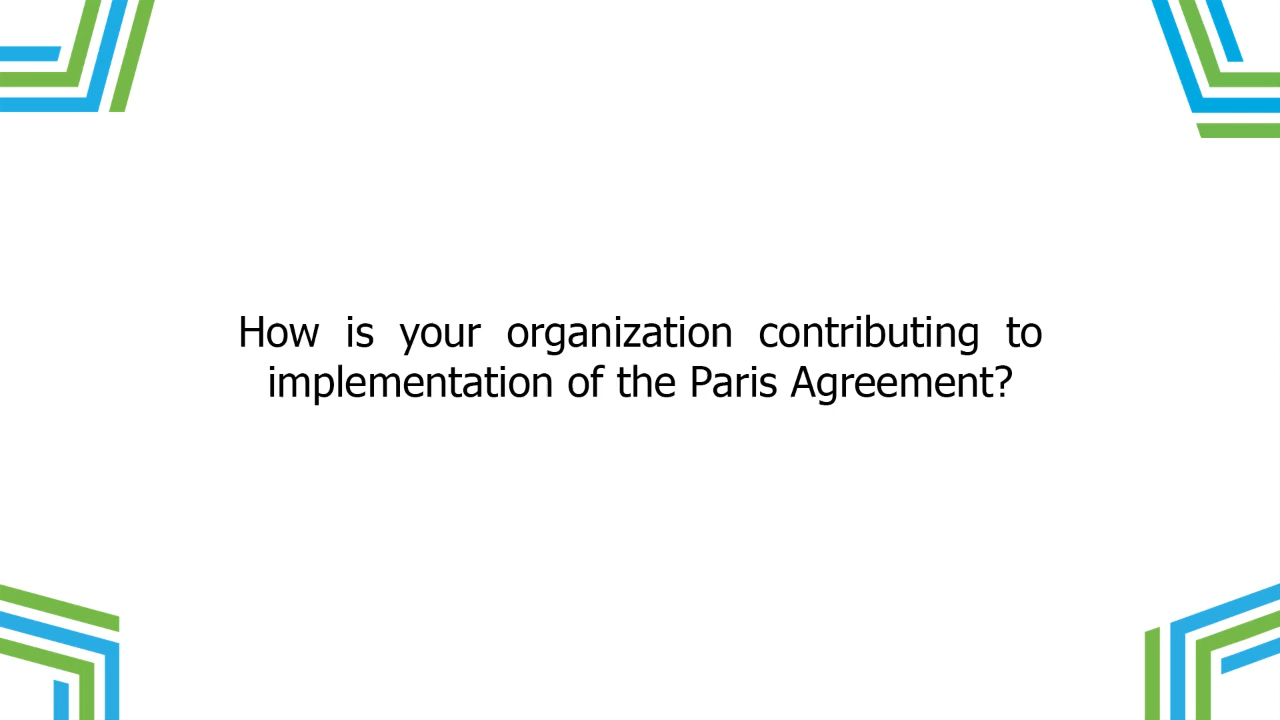 How is your organization contributing to
implementation of the Paris Agreement?